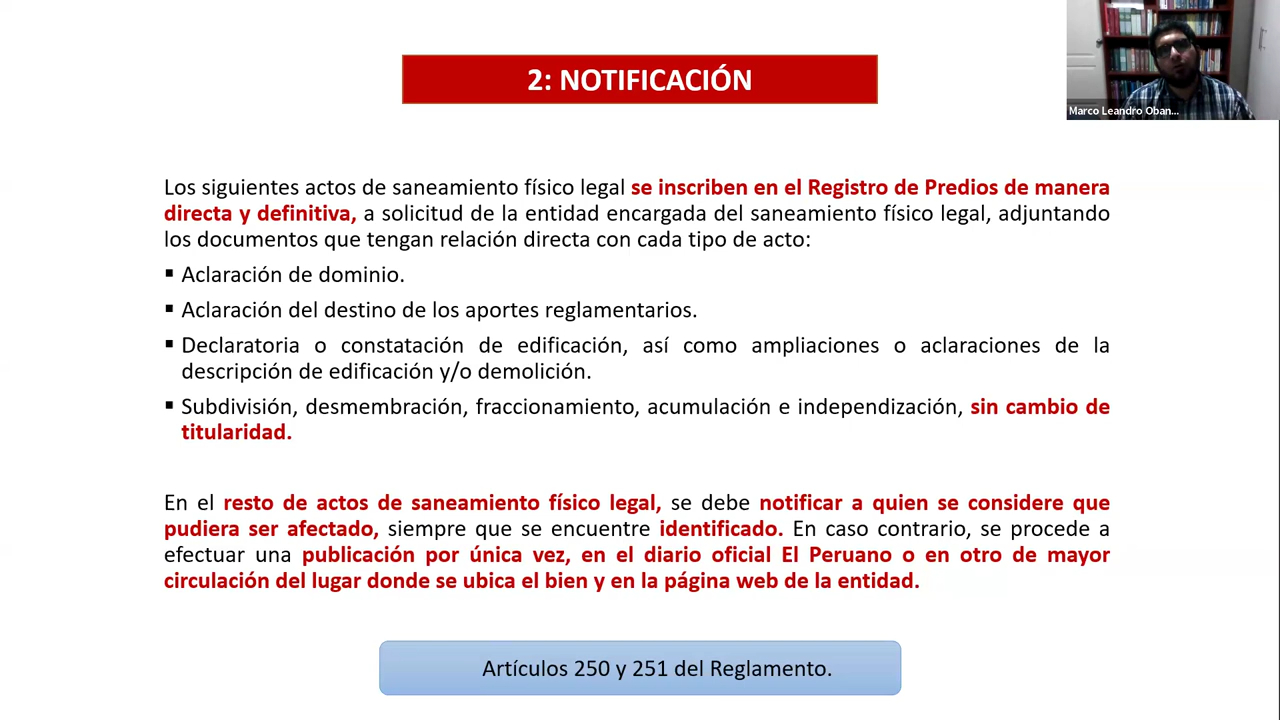 2: NOTIFICACIÓN
Marco Leandro Oban...
Los siguientes actos de saneamiento físico legal se inscriben en el Registro de Predios de manera
directa y definitiva, a solicitud de la entidad encargada del saneamiento físico legal, adjuntando
los documentos que tengan relación directa con cada tipo de acto:
▪ Aclaración de dominio.
▪ Aclaración del destino de los aportes reglamentarios.
▪ Declaratoria o constatación de edificación, así como ampliaciones o aclaraciones de la
descripción de edificación y/o demolición.
▪ Subdivisión, desmembración, fraccionamiento, acumulación e independización, sin cambio de
titularidad.
En el resto de actos de saneamiento físico legal, se debe notificar a quien se considere que
pudiera ser afectado, siempre que se encuentre identificado. En caso contrario, se procede a
efectuar una publicación por única vez, en el diario oficial El Peruano o en otro de mayor
circulación del lugar donde se ubica el bien y en la página web de la entidad.
Artículos 250 y 251 del Reglamento.